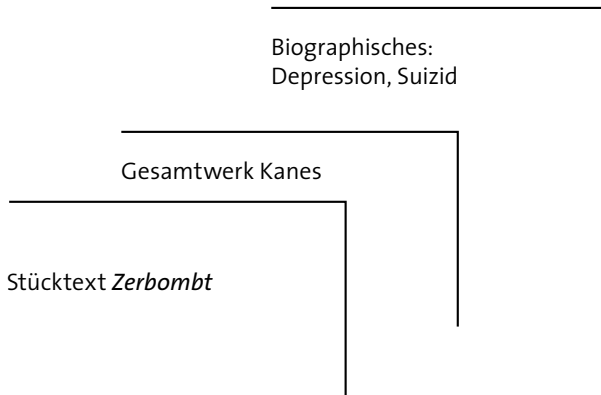 Biographisches:
Depression, Suizid
Gesamtwerk Kanes
Stücktext Zerbombt